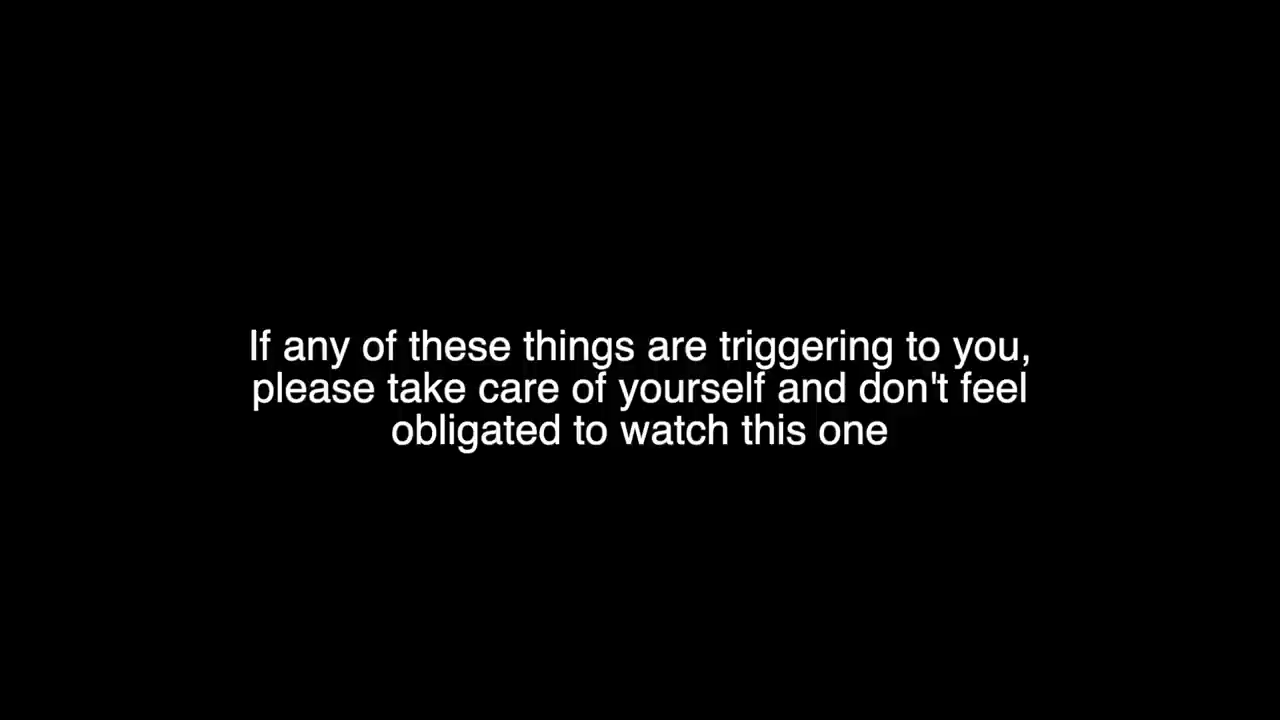 If any of these things are triggering to you,
please take care of yourself and don't feel
obligated to watch this one